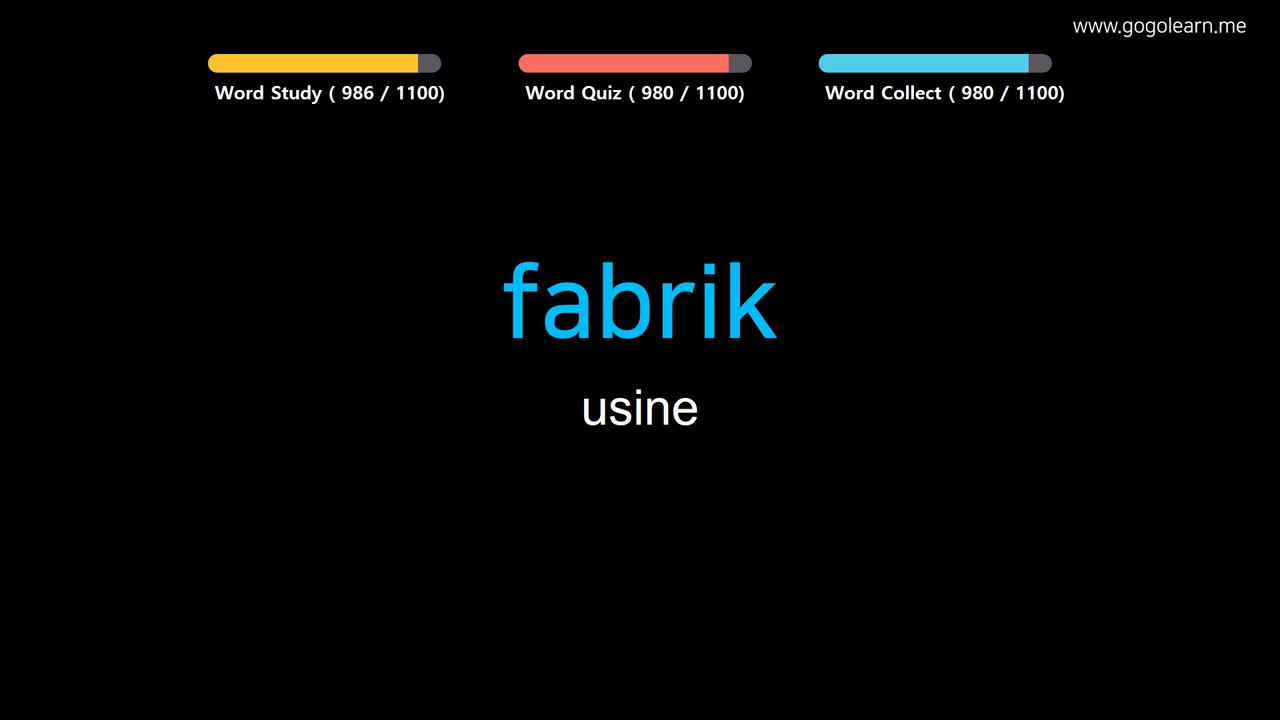 www.gogolearn.me
Word Study ( 986 / 1100)
Word Quiz ( 980 / 1100)
Word Collect ( 980 / 1100)
fabrik
usine